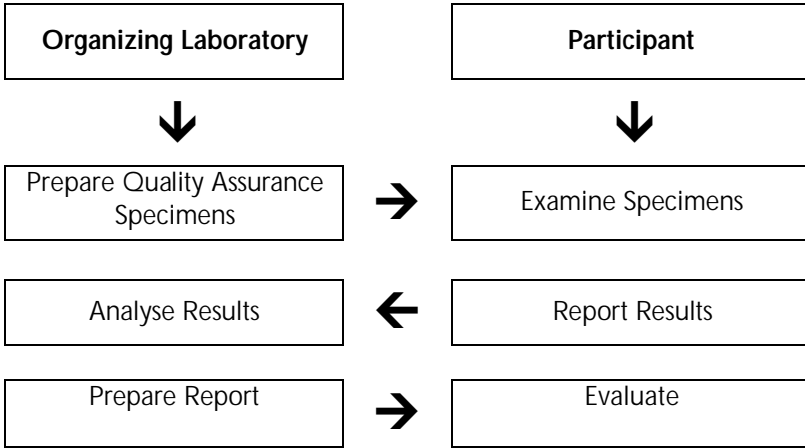 Organizing Laboratory
Participant
Prepare Quality Assurance
Specimens
Examine Specimens
Analyse Results
Report Results
Prepare Report
Evaluate